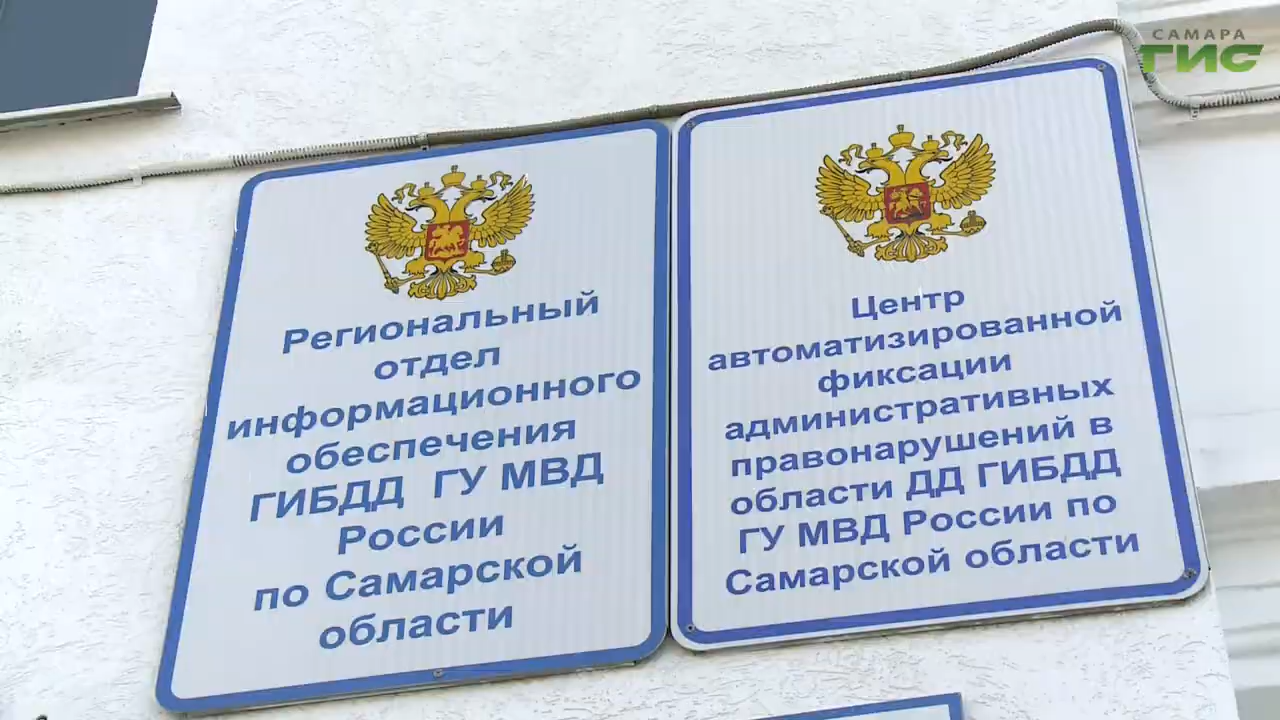 САМАРА
ГИС
Региональный
отдел
информационного
обеспечения
ГИБДД ГУ МВД
России
по Самарской
области
Центр
автоматизированной
фиксации
административных
правонарушений в
области ДД ГИБДД
ГУ МВД России по
Самарской области